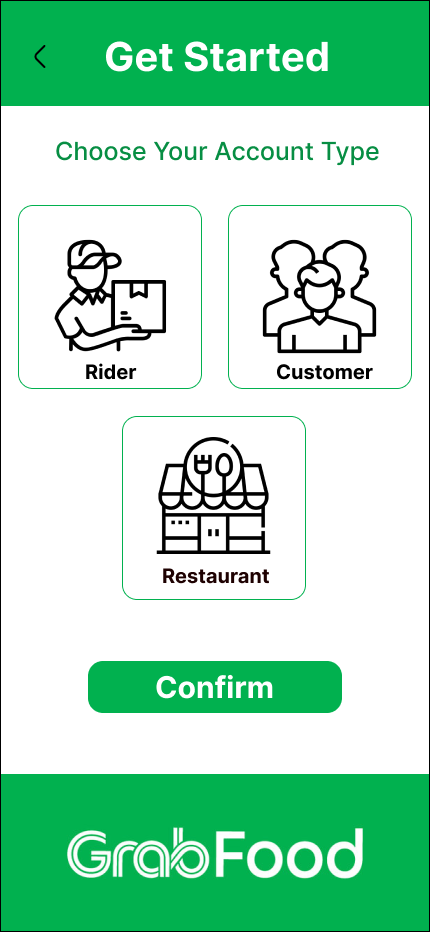 Get Started
Choose Your Account Type
Rider
Customer
Restaurant
Confirm
GrabFood